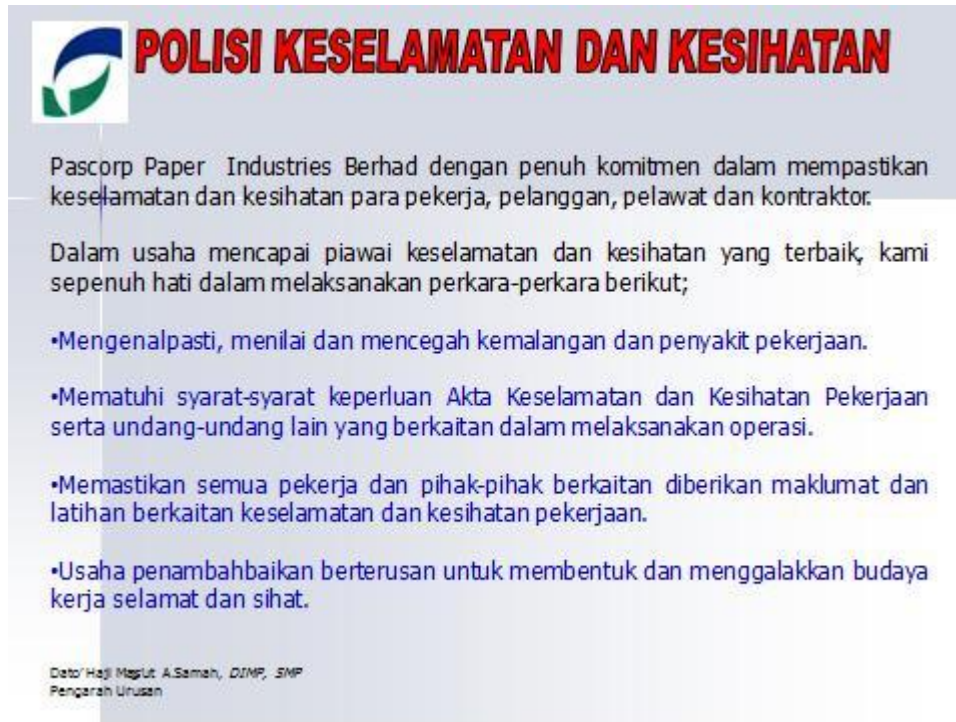 POLISI KESELAMATAN DAN KESIHATAN
Pascorp Paper Industries Berhad dengan penuh komitmen dalam mempastikan
keselamatan dan kesihatan para pekerja, pelanggan, pelawat dan kontraktor.
Dalam usaha mencapai piawai keselamatan dan kesihatan yang terbaik, kami
sepenuh hati dalam melaksanakan perkara-perkara berikut;
•Mengenalpasti, menilai dan mencegah kemalangan dan penyakit pekerjaan.
•Mematuhi syarat-syarat keperluan Akta Keselamatan dan Kesihatan Pekerjaan
serta undang-undang lain yang berkaitan dalam melaksanakan operasi.
•Memastikan semua pekerja dan pihak-pihak berkaitan diberikan maklumat dan
latihan berkaitan keselamatan dan kesihatan pekerjaan.
•Usaha penambahbaikan berterusan untuk membentuk dan menggalakkan budaya
kerja selamat dan sihat.
Dato' Haji A.Samah, DIMP, SMP
Pengarah Urusan